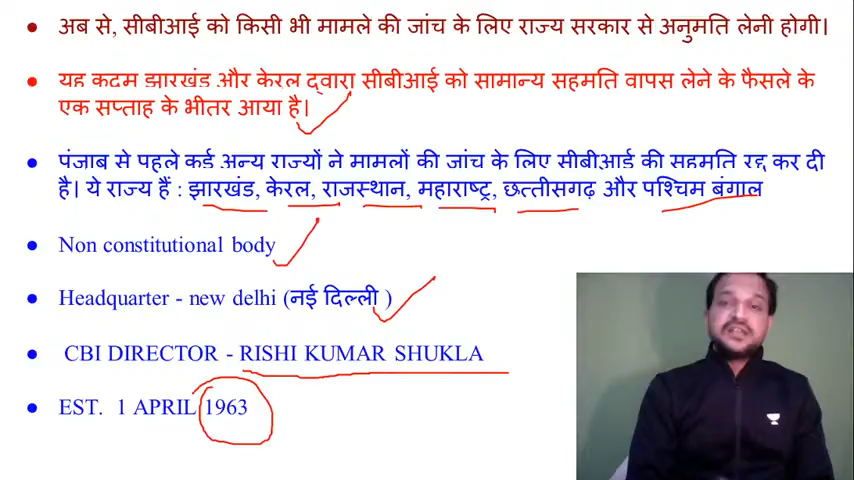 ● अब से, सीबीआई को किसी भी मामले की जांच के लिए राज्य सरकार से अनुमति लेनी होगी।
● यह कदम झारखंड और केरल द्वारा सीबीआई को सामान्य सहमति वापस लेने के फैसले के
एक सप्ताह के भीतर आया है।
● पंजाब से पहले कई अन्य राज्यों ने मामलों की जांच के लिए सीबीआई की सहमति रद्द कर दी
है। ये राज्य हैं : झारखंड, केरल, राजस्थान, महाराष्ट्र, छत्तीसगढ़ और पश्चिम बंगाल
● Non constitutional body
● Headquarter - new delhi (नई दिल्ली )
● CBI DIRECTOR - RISHI KUMAR SHUKLA
● EST. 1 APRIL 1963